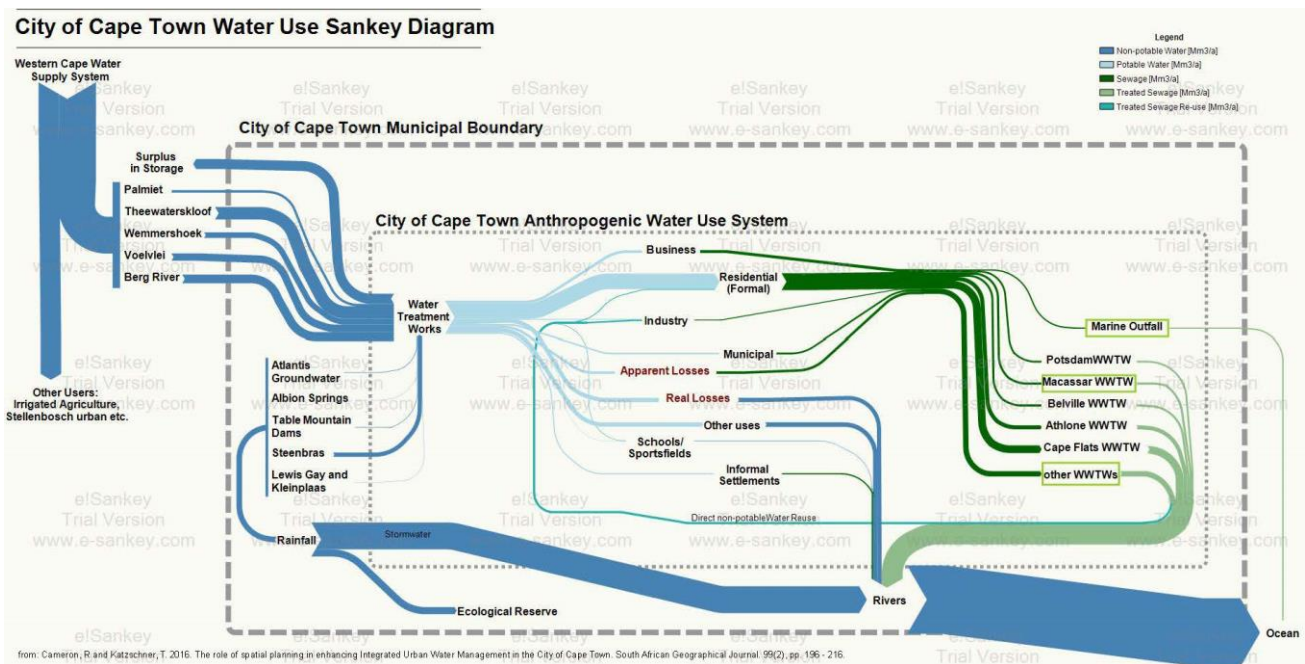 City of Cape Town Water Use Sankey Diagram
Legend
Non-potable Water [Mm3/a]
Potable Water [Mm3/a]
Sewage [Mm3/a]
Treated Sewage [Mm3/a]
Treated Sewage Re-use [Mm3/a]
Western Cape Water
Supply System
e!Sankey
Trial Version
www.e-sankey.com
City of Cape Town Municipal Boundary
Surplus
in Storage
Palmiet
Theewaterskloof
Wemmershoek
Voelvlei
Berg River
City of Cape Town Anthropogenic Water Use System
Business
Residential
(Formal)
Water
Treatment
Works
Industry
Municipal
Apparent Losses
Real Losses
Other uses
Schools/
Sportsfields
Informal
Settlements
Marine Outfall
PotsdamWWTW
Macassar WWTW
Belville WWTW
Athlone WWTW
Cape Flats WWTW
other WWTWs
Atlantis
Groundwater
Albion Springs
Table Mountain
Dams
Steenbras
Lewis Gay and
Kleinplaas
Other Users:
Irrigated Agriculture,
Stellenbosch urban etc.
Direct non-potableWater Reuse
Rainfall
Stormwater
Ecological Reserve
Rivers
Ocean
from: Cameron, R and Katzschner, T. 2016. The role of spatial planning in enhancing Integrated Urban Water Management in the City of Cape Town. South African Geographical Journal. 99(2), pp. 196 - 216.